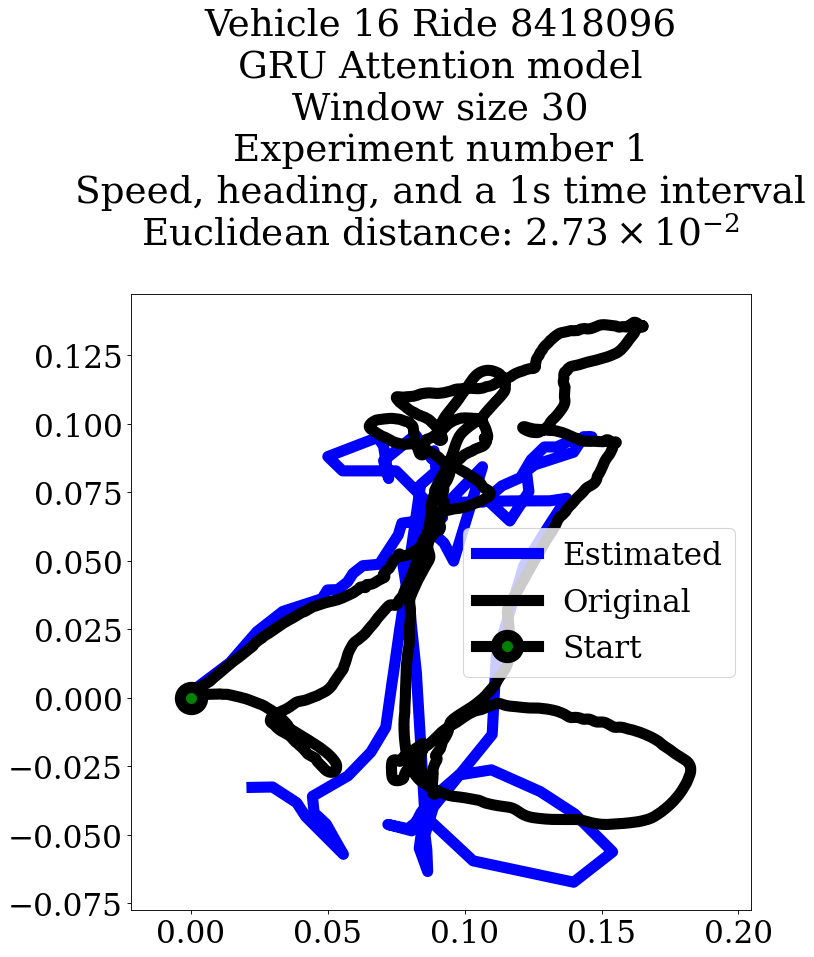 Vehicle 16 Ride 8418096
GRU Attention model
Window size 30
Experiment number 1
Speed, heading, and a 1s time interval
Euclidean distance: 2.73 × 10⁻²
0.125
0.100
0.075
0.050
0.025
0.000
−0.025
−0.050
−0.075
Estimated
Original
Start
0.00 0.05 0.10 0.15 0.20